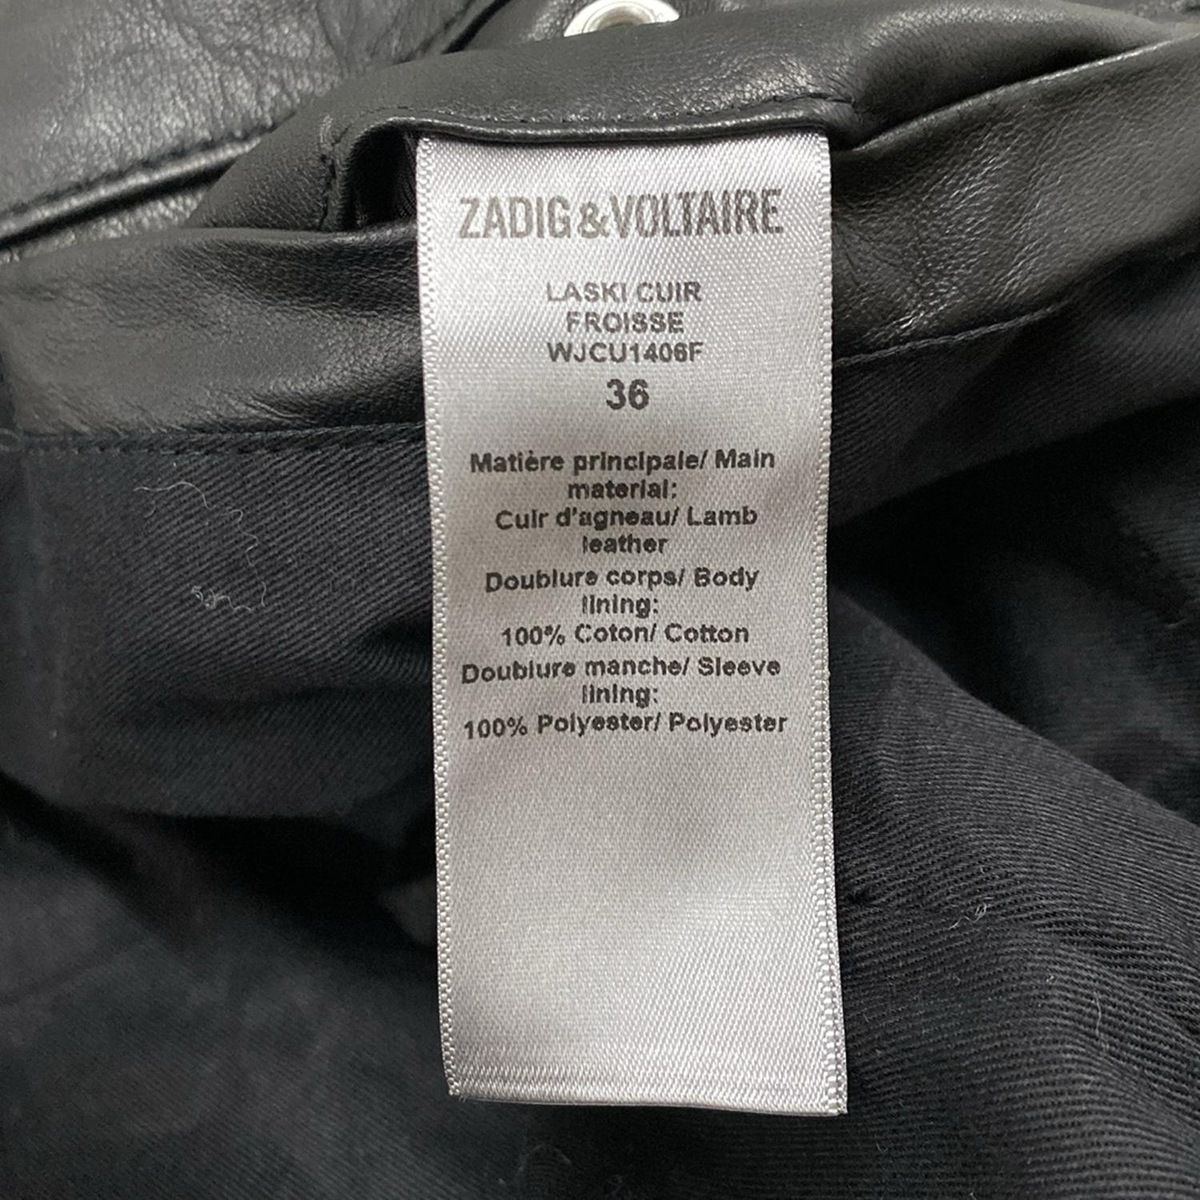 ZADIG&VOLTAIRE
LASKI CUIR
FROISSE
WJCU1406F
36
Matière principale/ Main
material:
Cuir d'agneau/ Lamb
leather
Doublure corps/ Body
lining:
100% Coton/ Cotton
Doublure manche/ Sleeve
lining:
100% Polyester/ Polyester